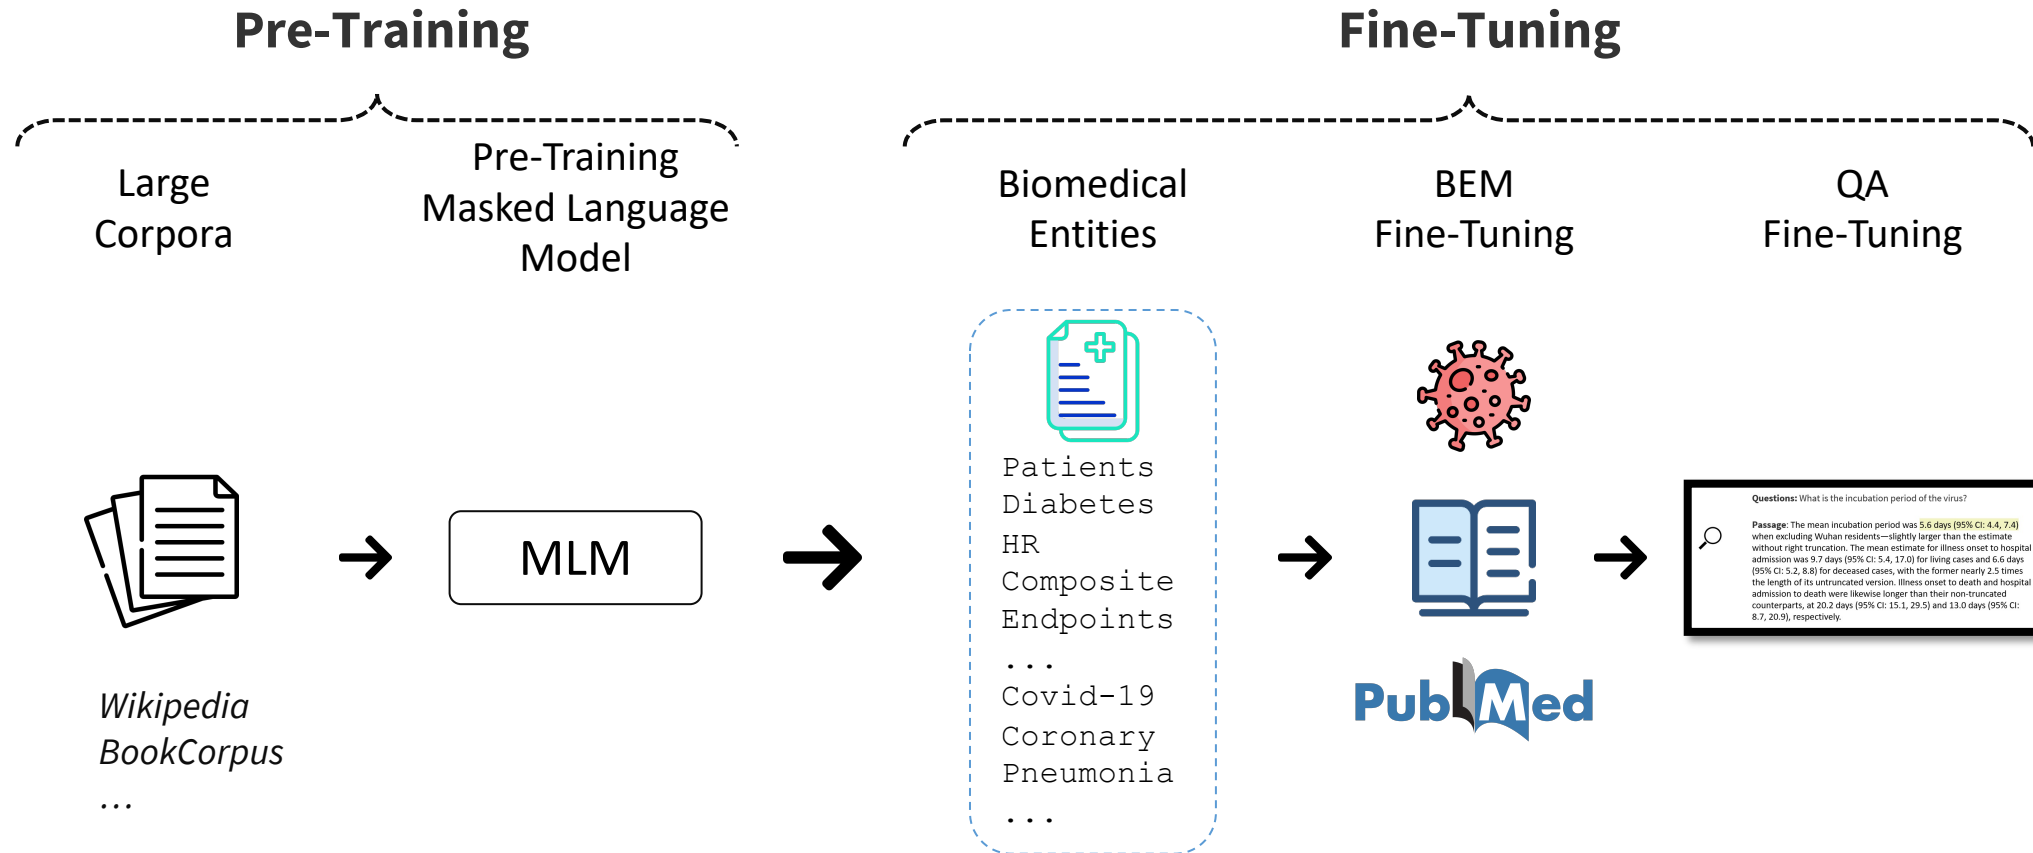 Pre-Training
Fine-Tuning
Large
Corpora
Pre-Training
Masked Language
Model
Biomedical
Entities
BEM
Fine-Tuning
QA
Fine-Tuning
Wikipedia
BookCorpus
...
MLM
Patients
Diabetes
HR
Composite
Endpoints
...
Covid-19
Coronary
Pneumonia
...
PubMed
Questions: What is the incubation period of the virus?
Passage: The mean incubation period was 5.6 days (95% CI: 4.4, 7.4)
when excluding Wuhan residents—slightly larger than the estimate
without right truncation. The mean estimate for illness onset to hospital
admission was 9.7 days (95% CI: 5.4, 17.0) for living cases and 6.6 days
(95% CI: 5.2, 8.8) for deceased cases, with the former nearly 2.5 times
the length of its untruncated version. Illness onset to death and hospital
admission to death were likewise longer than their non-truncated
counterparts, at 20.2 days (95% CI: 15.1, 29.5) and 13.0 days (95% CI:
8.7, 20.9), respectively.